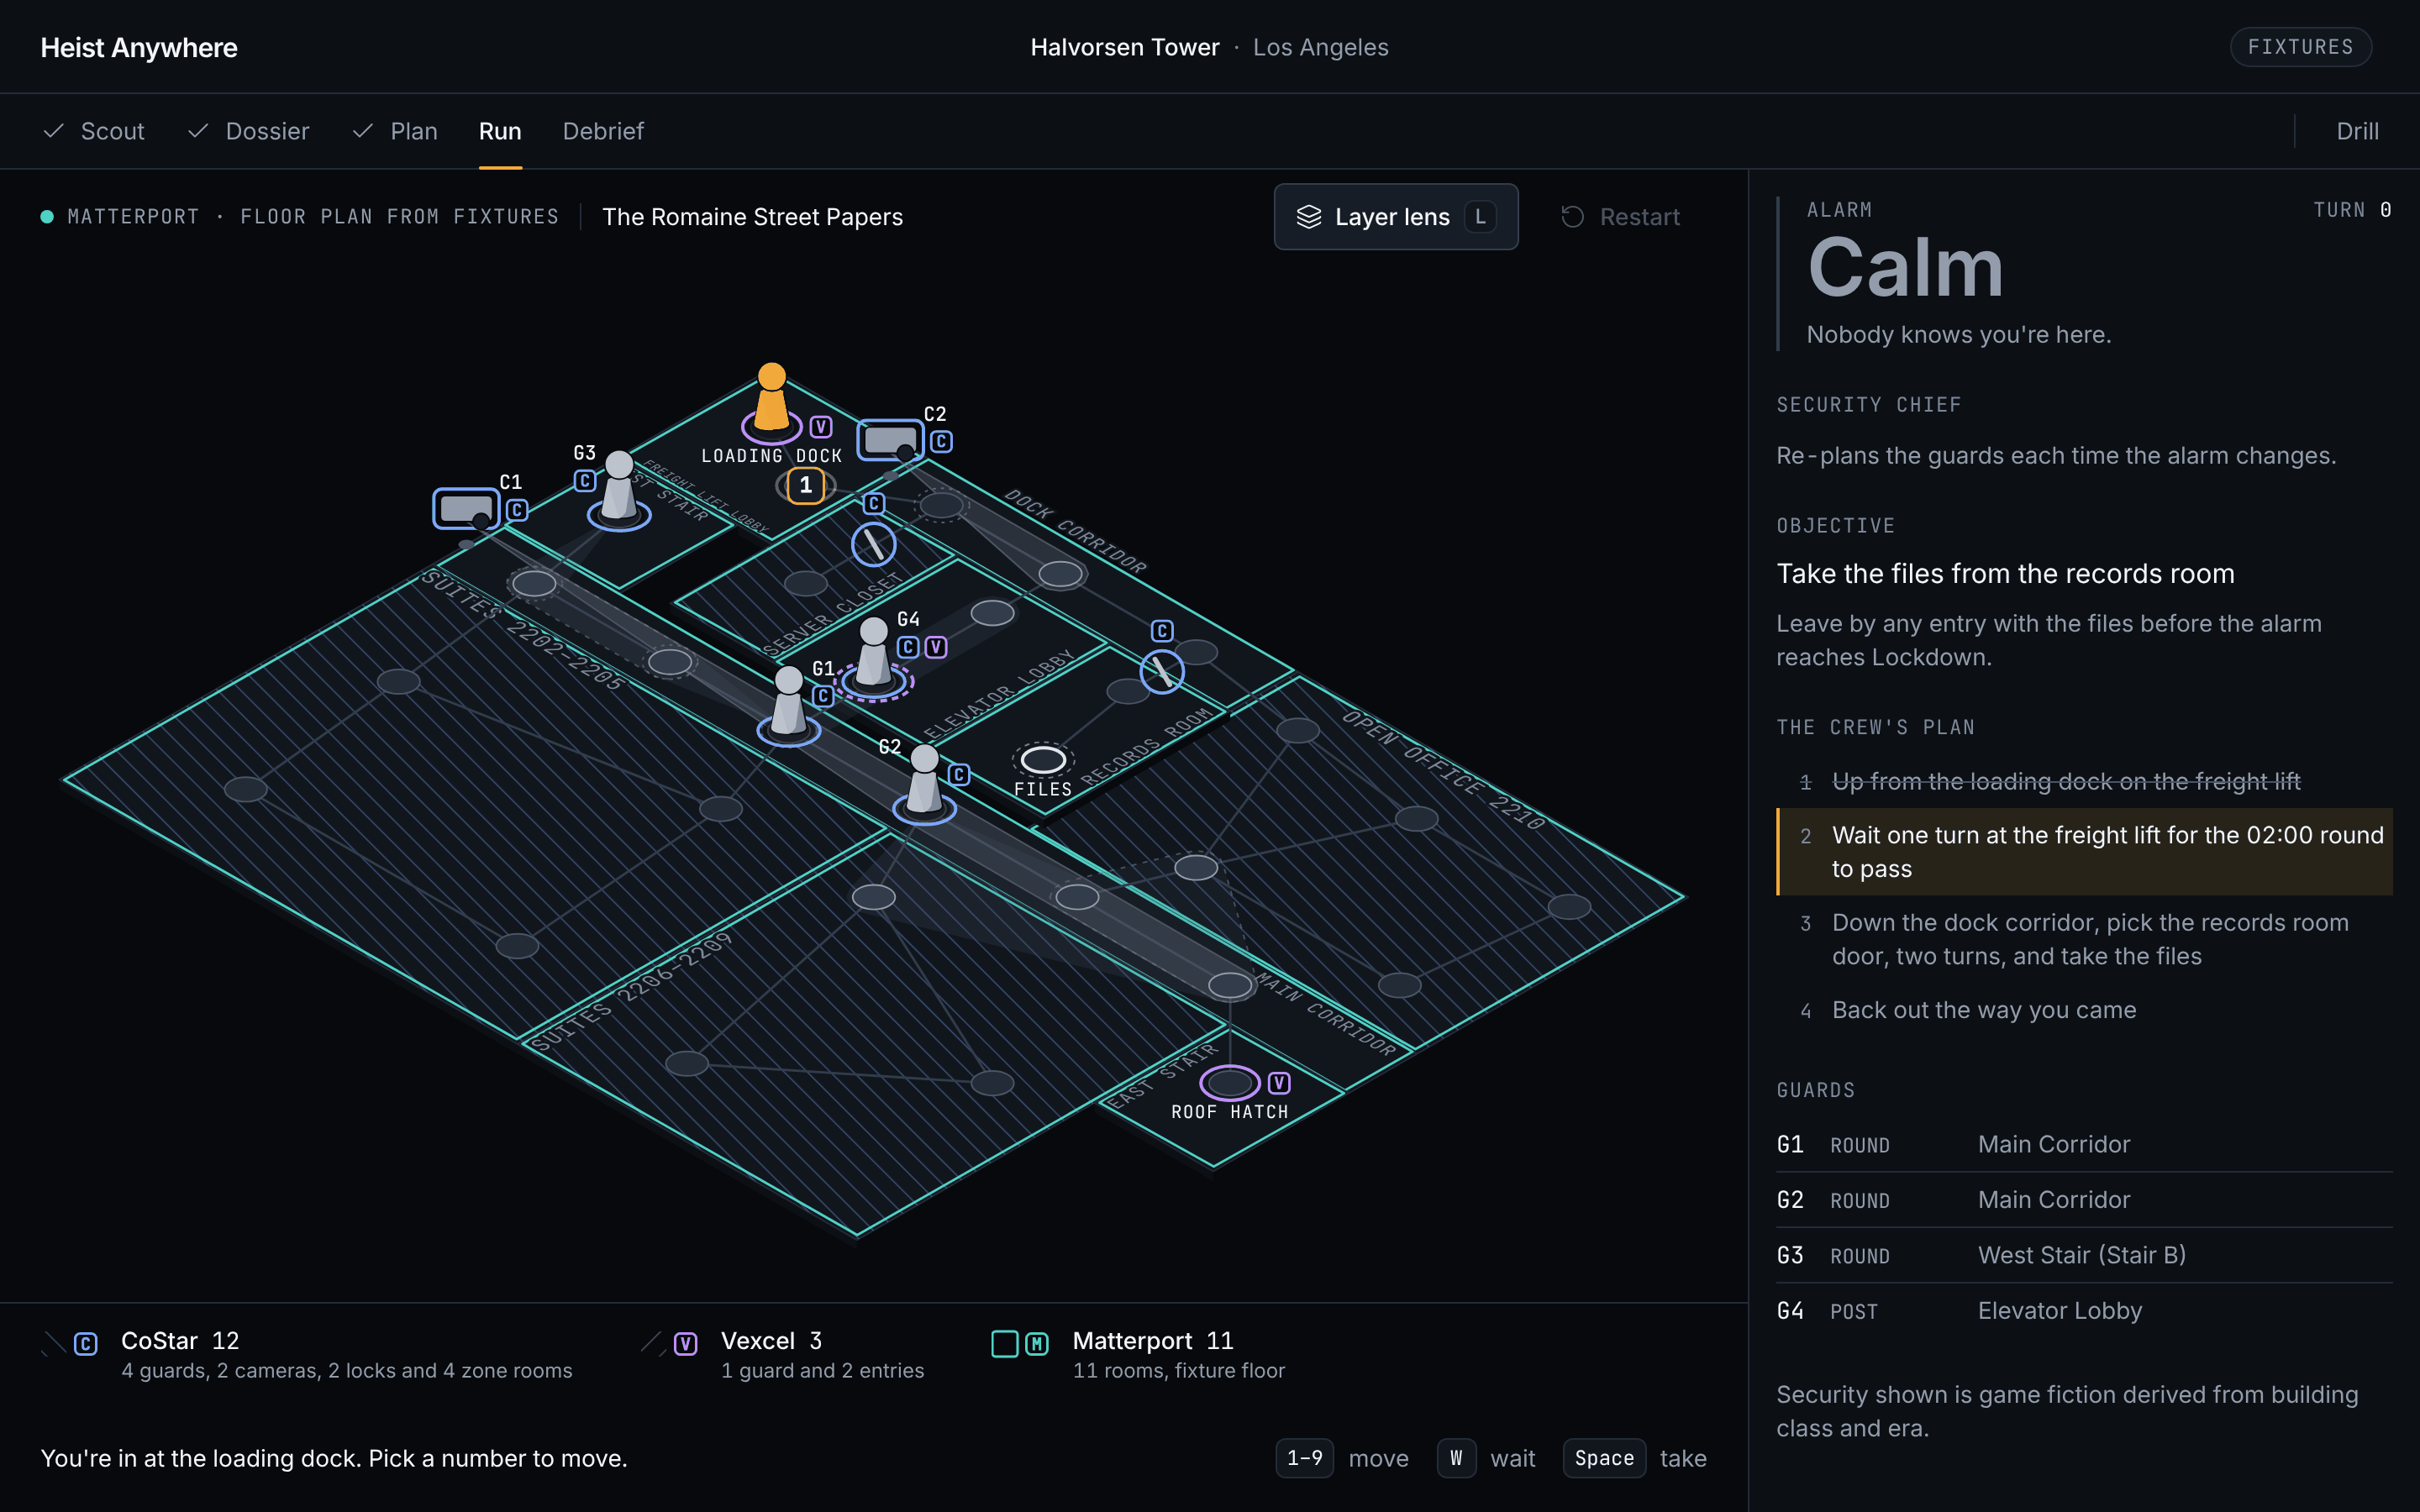 Heist Anywhere
Halvorsen Tower · Los Angeles
FIXTURES
Scout
Dossier
Plan
Run
Debrief
Drill
MATTERPORT · FLOOR PLAN FROM FIXTURES
The Romaine Street Papers
Layer lens L
Restart
C2
C
V
LOADING DOCK
G3
C
C1
C
FREIGHT LIFT LOBBY
ST STAIR
1
C
DOCK CORRIDOR
SUITES 2202-2205
SERVER CLOSET
G4
C V
C
G1
C
ELEVATOR LOBBY
G2
C
RECORDS ROOM
FILES
OPEN OFFICE 2210
SUITES 2206-2209
MAIN CORRIDOR
EAST STAIR
V
ROOF HATCH
C CoStar 12
4 guards, 2 cameras, 2 locks and 4 zone rooms
V Vexcel 3
1 guard and 2 entries
M Matterport 11
11 rooms, fixture floor
You're in at the loading dock. Pick a number to move.
1–9 move
W wait
Space take
ALARM
TURN 0
Calm
Nobody knows you're here.
SECURITY CHIEF
Re-plans the guards each time the alarm changes.
OBJECTIVE
Take the files from the records room
Leave by any entry with the files before the alarm
reaches Lockdown.
THE CREW'S PLAN
1 Up from the loading dock on the freight lift
2 Wait one turn at the freight lift for the 02:00 round
to pass
3 Down the dock corridor, pick the records room
door, two turns, and take the files
4 Back out the way you came
GUARDS
G1 ROUND Main Corridor
G2 ROUND Main Corridor
G3 ROUND West Stair (Stair B)
G4 POST Elevator Lobby
Security shown is game fiction derived from building
class and era.